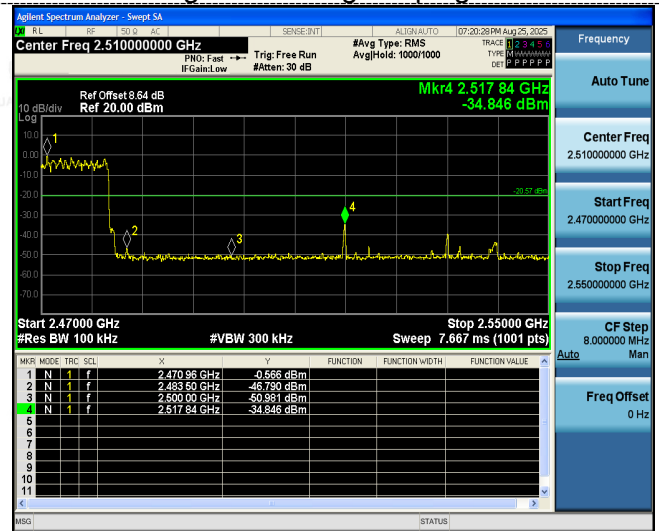 Agilent Spectrum Analyzer - Swept SA
LXI RL RF 50 Ω AC SENSE:INT ALIGN AUTO 07:20:28 PM Aug 25, 2025
Center Freq 2.510000000 GHz
PNO: Fast
IFGain:Low
Trig: Free Run
#Atten: 30 dB
#Avg Type: RMS
Avg|Hold: 1000/1000
TRACE 1 2 3 4 5 6
TYPE M W W W W W
DET P P P P P P
Frequency
Mkr4 2.517 84 GHz
-34.846 dBm
Ref Offset 8.64 dB
10 dB/div Ref 20.00 dBm
Log
10.0
0.00
-10.0
-20.0
-30.0
-40.0
-50.0
-60.0
-70.0
1
2
3
4
-20.57 dBm
Start 2.47000 GHz Stop 2.55000 GHz
#Res BW 100 kHz #VBW 300 kHz Sweep 7.667 ms (1001 pts)
MKR MODE TRC SCL X Y FUNCTION FUNCTION WIDTH FUNCTION VALUE
1 N 1 f 2.470 96 GHz -0.566 dBm
2 N 1 f 2.483 50 GHz -46.790 dBm
3 N 1 f 2.500 00 GHz -50.981 dBm
4 N 1 f 2.517 84 GHz -34.846 dBm
5
6
7
8
9
10
11
MSG STATUS
Auto Tune
Center Freq
2.510000000 GHz
Start Freq
2.470000000 GHz
Stop Freq
2.550000000 GHz
CF Step
8.000000 MHz
Auto Man
Freq Offset
0 Hz